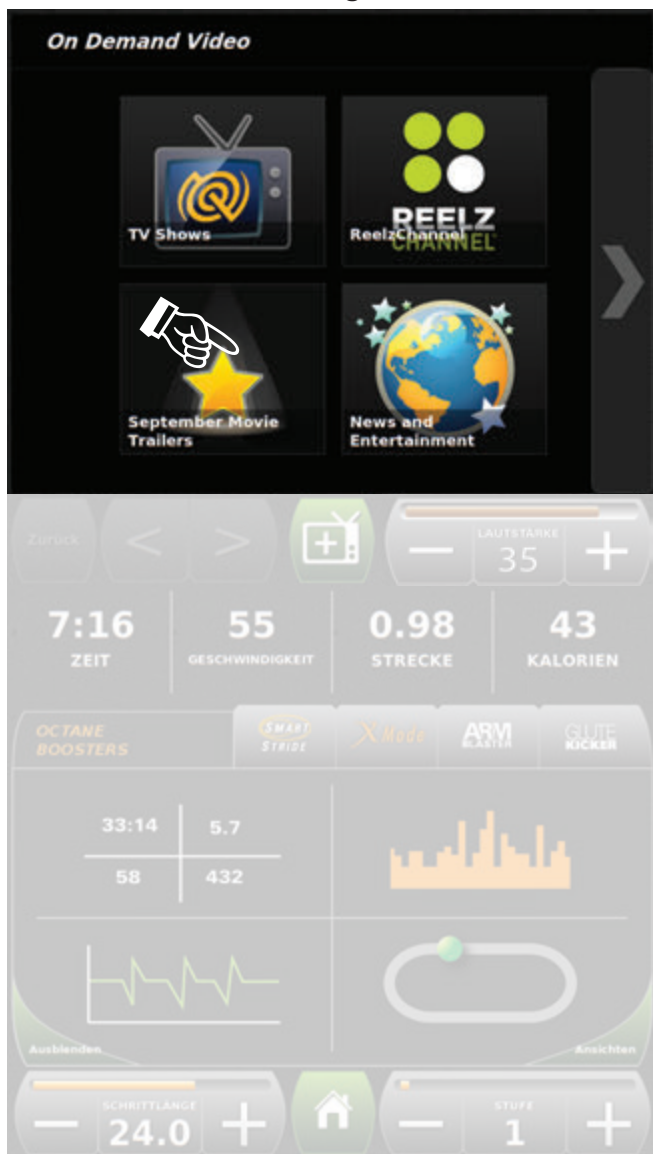 On Demand Video
TV Shows
REELZ
CHANNEL
ReelzChannel
September Movie
Trailers
News and
Entertainment
Zurück < > LAUTSTÄRKE
− 35 +
7:16 55 0.98 43
ZEIT GESCHWINDIGKEIT STRECKE KALORIEN
OCTANE
BOOSTERS
SMART
STRIDE
X Mode
ARM
BLASTER
GLUTE
KICKER
33:14 5.7
58 432
Ausblenden Ansichten
SCHRITTLÄNGE STUFE
− 24.0 + − 1 +